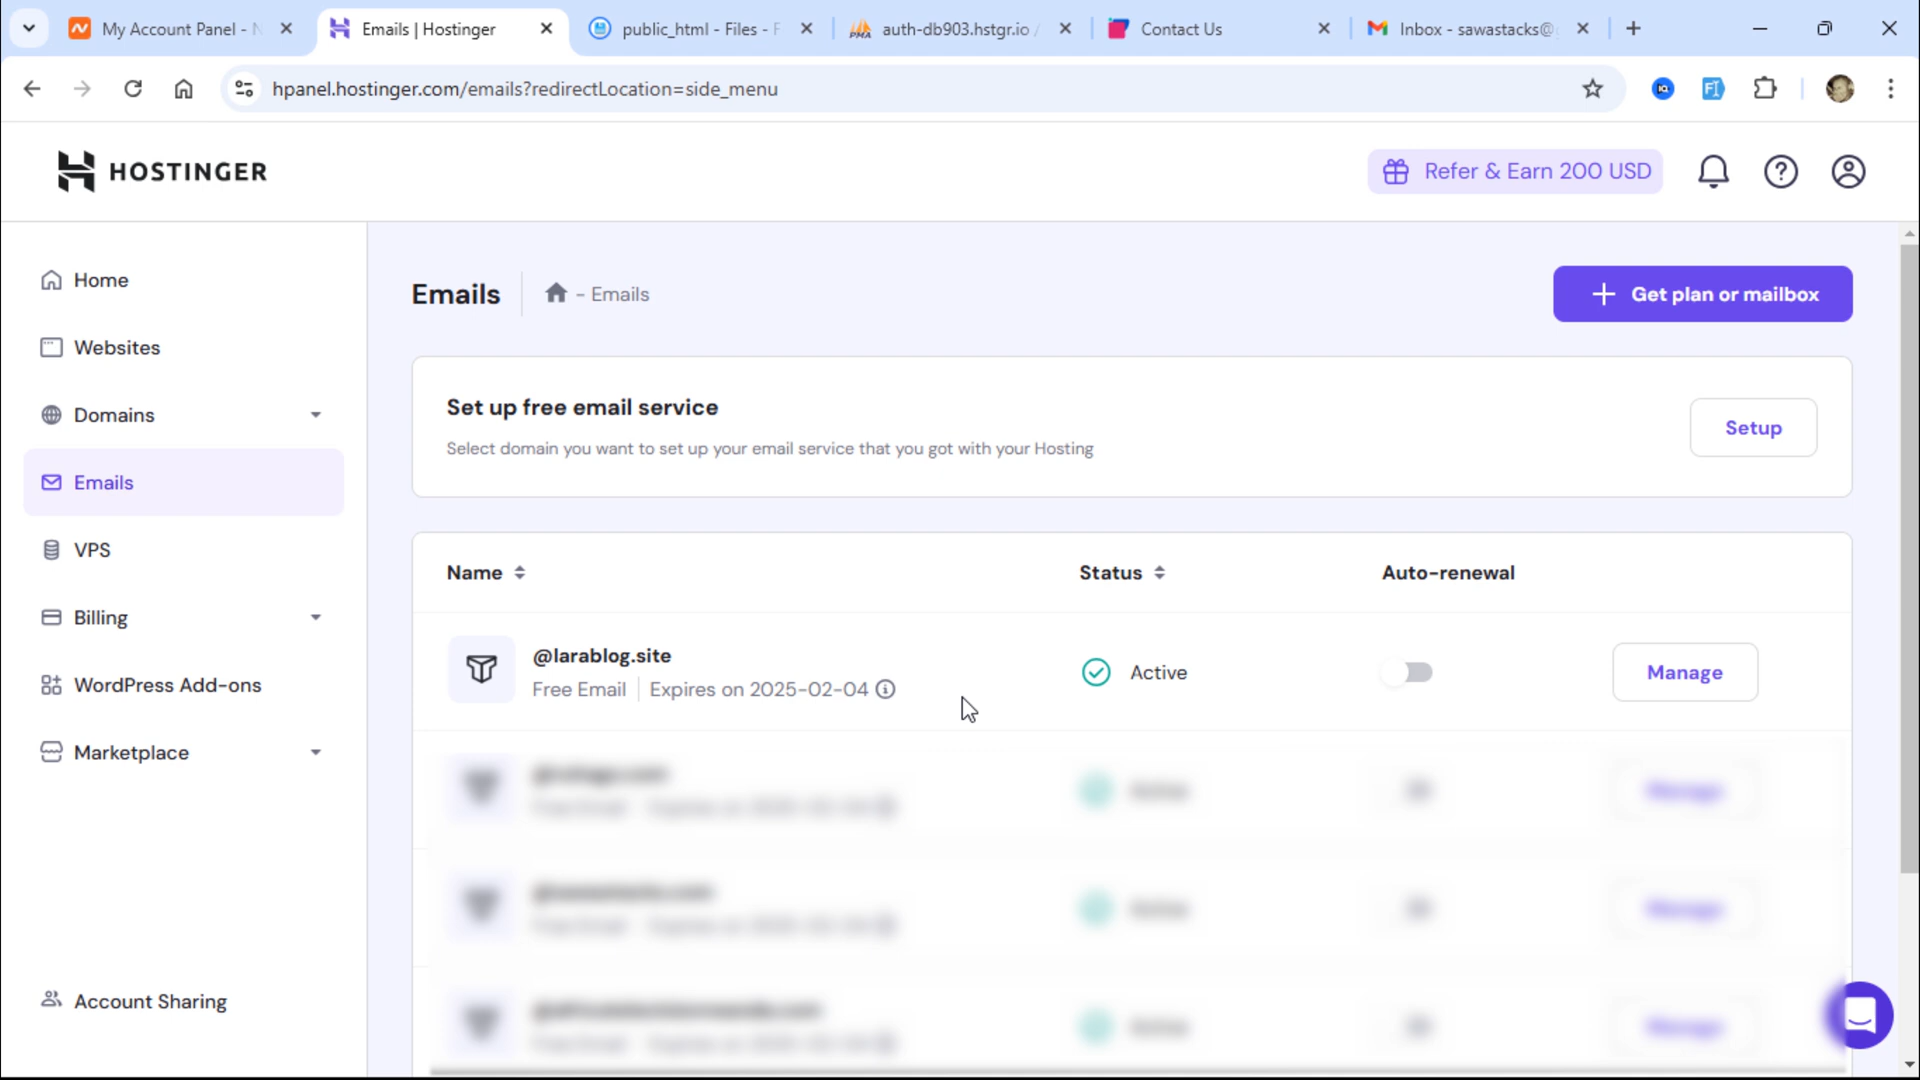 My Account Panel - N
Emails | Hostinger
public_html - Files - F
auth-db903.hstgr.io /
Contact Us
Inbox - sawastacks@
hpanel.hostinger.com/emails?redirectLocation=side_menu
HOSTINGER
Refer & Earn 200 USD
Home
Websites
Domains
Emails
VPS
Billing
WordPress Add-ons
Marketplace
Account Sharing
Emails
- Emails
Get plan or mailbox
Set up free email service
Select domain you want to set up your email service that you got with your Hosting
Setup
Name
Status
Auto-renewal
@larablog.site
Free Email
Expires on 2025-02-04
Active
Manage